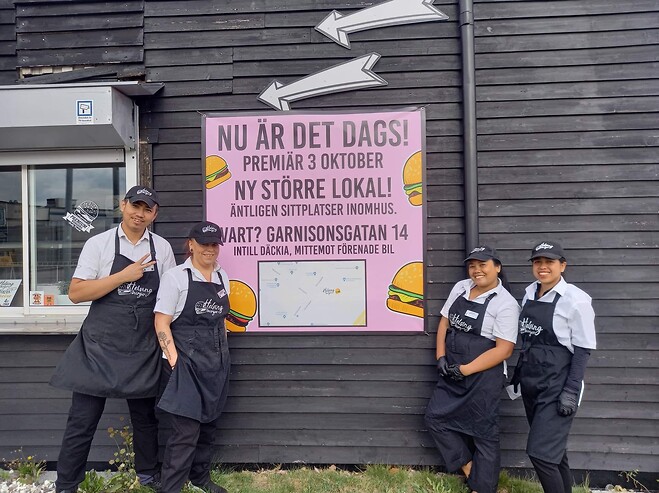 NU ÄR DET DAGS!
PREMIÄR 3 OKTOBER
NY STÖRRE LOKAL!
ÄNTLIGEN SITTPLATSER INOMHUS.
VART? GARNISONSGATAN 14
INTILL DÄCKIA, MITTEMOT FÖRENADE BIL